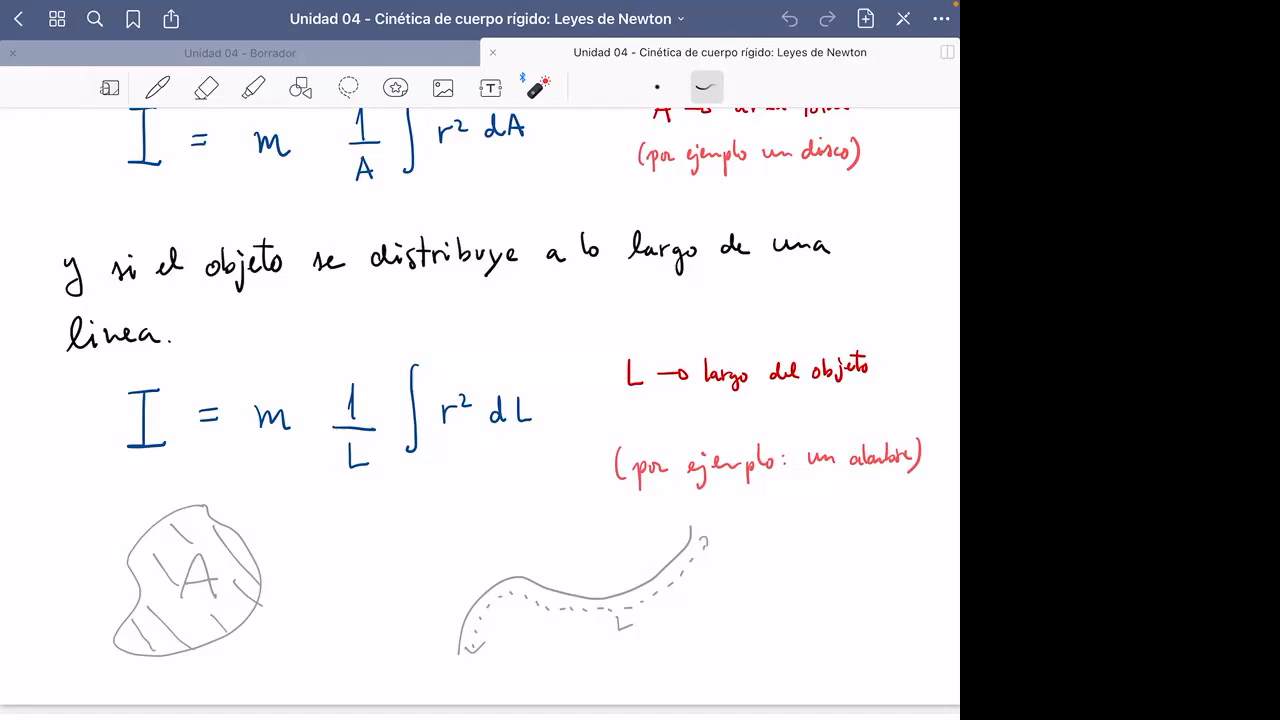 Unidad 04 - Cinética de cuerpo rígido: Leyes de Newton
Unidad 04 - Borrador
Unidad 04 - Cinética de cuerpo rígido: Leyes de Newton
A → area total
I = m 1/A ∫ r² dA
(por ejemplo un disco)
y si el objeto se distribuye a lo largo de una
linea.
L → largo del objeto
I = m 1/L ∫ r² dL
(por ejemplo: un alambre)
A
L